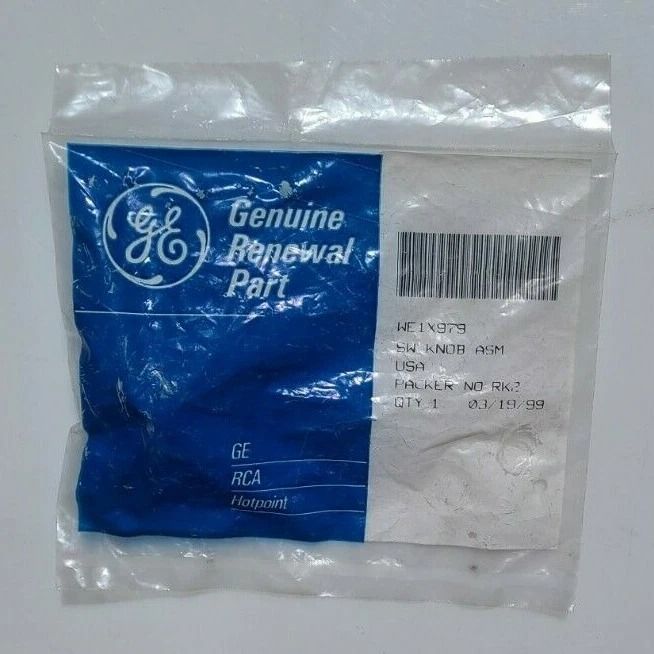 GE
Genuine
Renewal
Part
GE
RCA
Hotpoint
WE1X979
SW KNOB ASM
USA
PACKER NO RK2
QTY 1 03/19/99